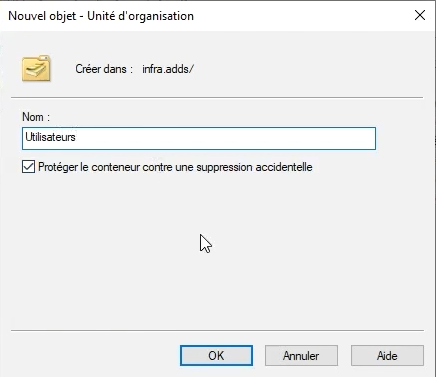 Nouvel objet - Unité d'organisation
Créer dans : infra.adds/
Nom :
Utilisateurs
Protéger le conteneur contre une suppression accidentelle
OK Annuler Aide